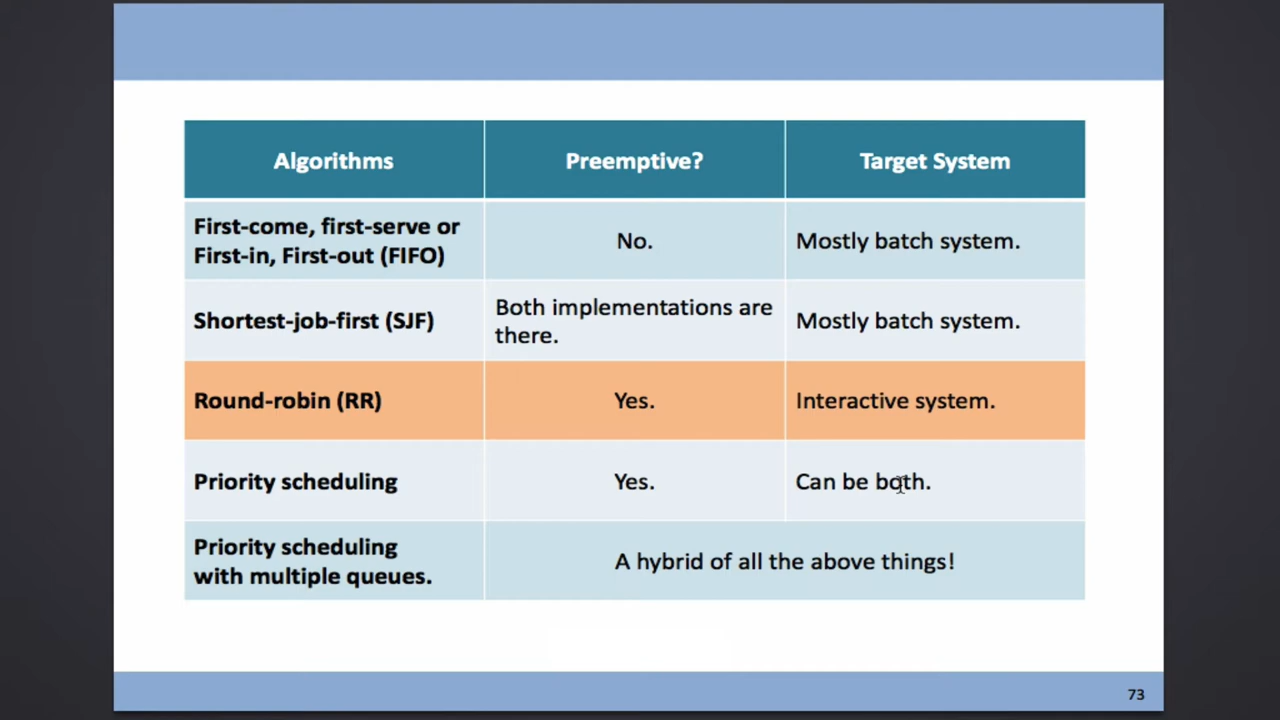 Algorithms
Preemptive?
Target System
First-come, first-serve or
First-in, First-out (FIFO)
No.
Mostly batch system.
Shortest-job-first (SJF)
Both implementations are
there.
Mostly batch system.
Round-robin (RR)
Yes.
Interactive system.
Priority scheduling
Yes.
Can be both.
Priority scheduling
with multiple queues.
A hybrid of all the above things!
73